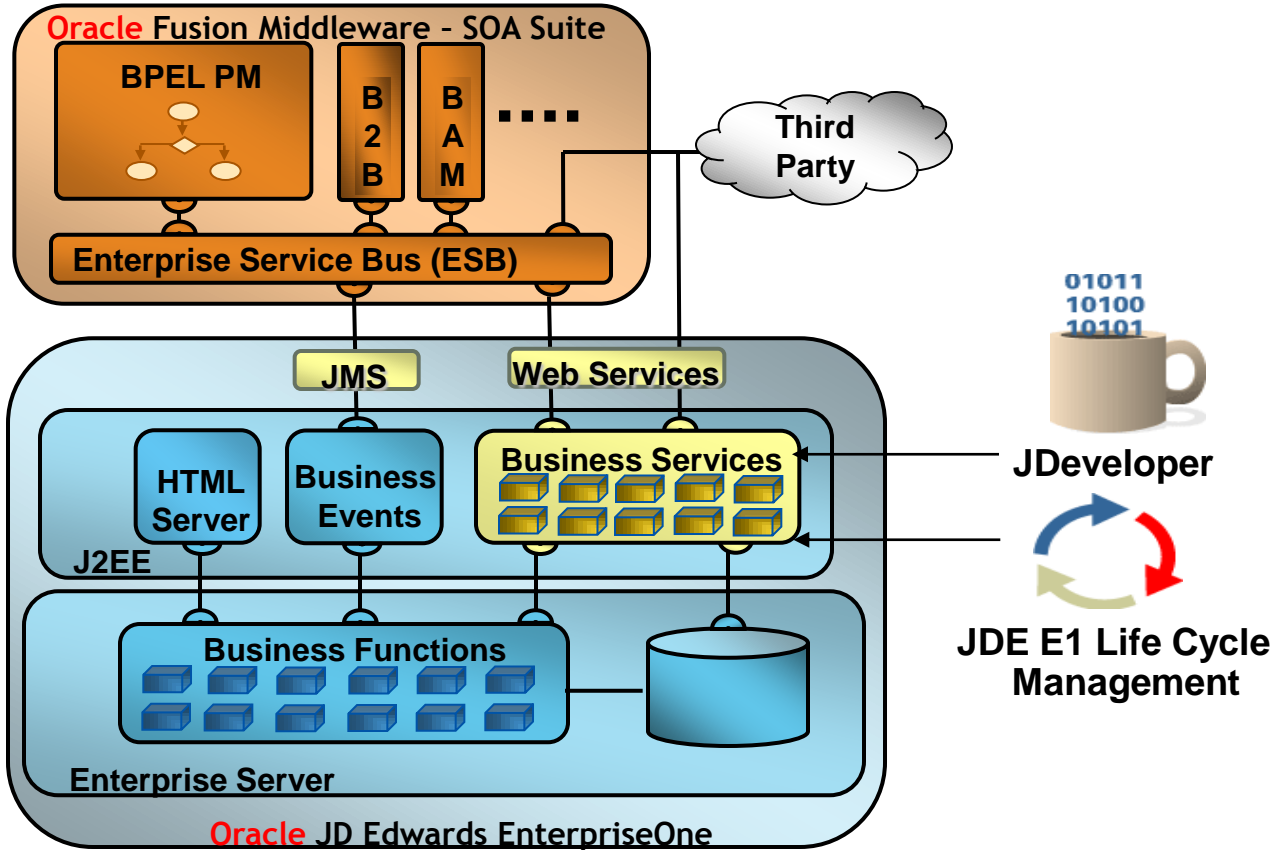 Oracle Fusion Middleware – SOA Suite
BPEL PM
B
2
B
B
A
M
Third
Party
Enterprise Service Bus (ESB)
01011
10100
10101
JMS
Web Services
JDeveloper
HTML
Server
Business
Events
Business Services
J2EE
JDE E1 Life Cycle
Management
Business Functions
Enterprise Server
Oracle JD Edwards EnterpriseOne